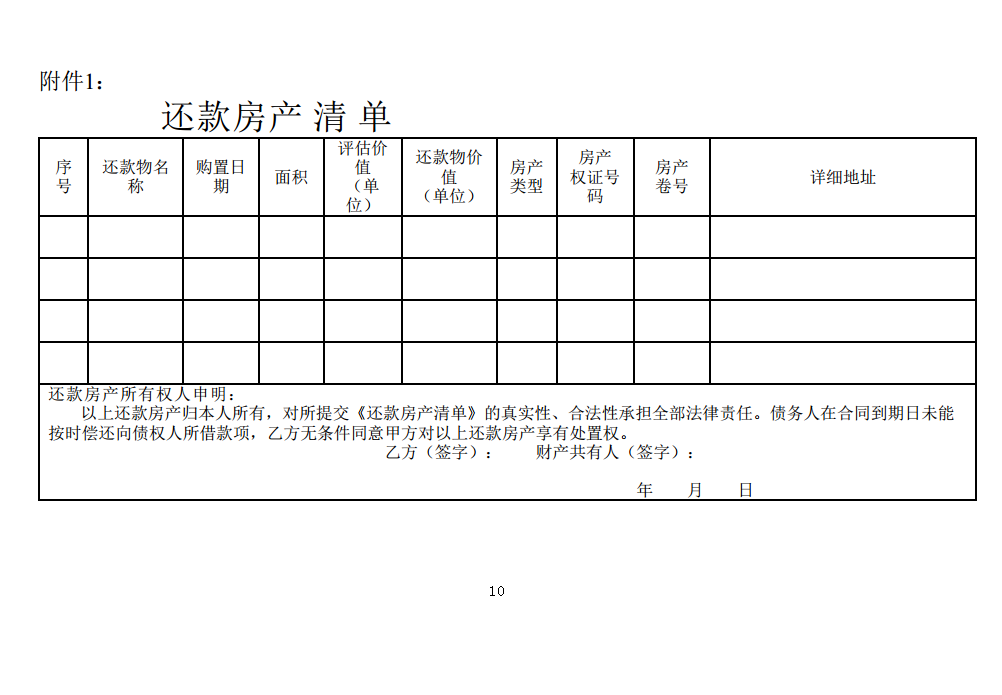 附件1：
还款房产 清 单
序
号
还款物名
称
购置日
期
面积
评估价
值
（单
位）
还款物价
值
（单位）
房产
类型
房产
权证号
码
房产
卷号
详细地址
还款房产所有权人申明：
以上还款房产归本人所有，对所提交《还款房产清单》的真实性、合法性承担全部法律责任。债务人在合同到期日未能
按时偿还向债权人所借款项，乙方无条件同意甲方对以上还款房产享有处置权。
乙方（签字）： 财产共有人（签字）：
年 月 日
10